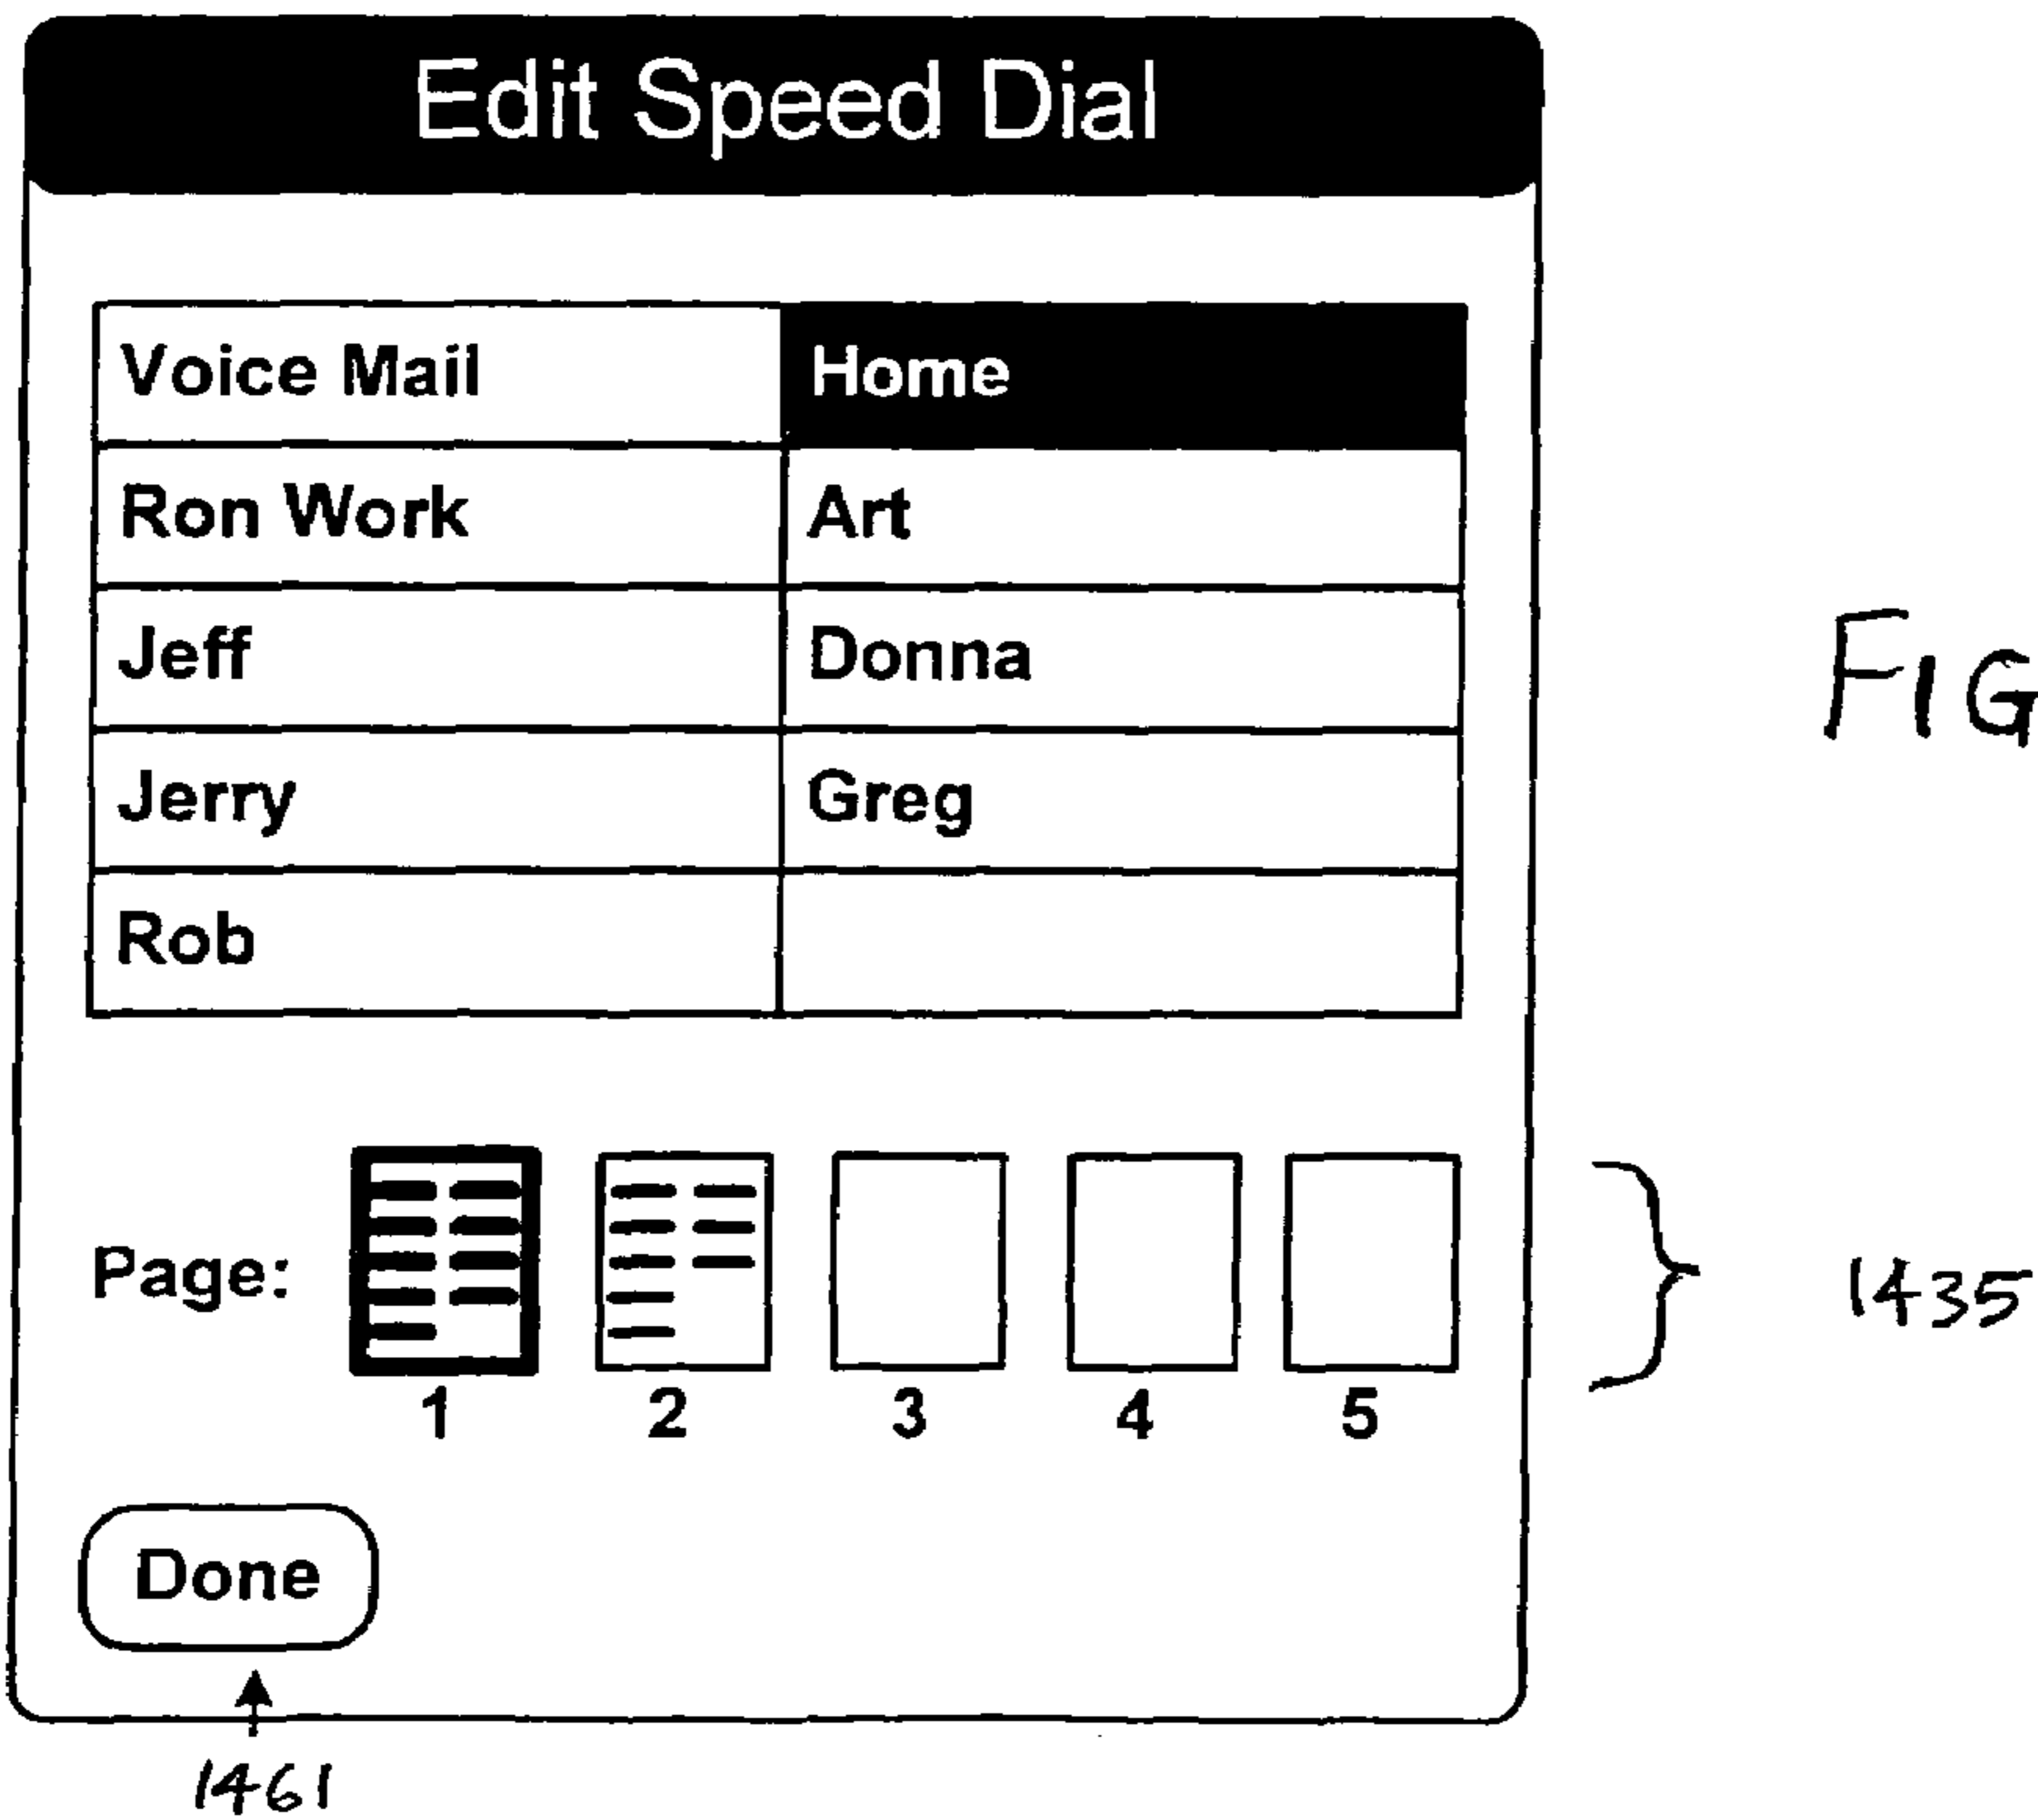 Edit Speed Dial
Voice Mail Home
Ron Work Art
Jeff Donna
Jerry Greg
Rob
FIG
Page:
1 2 3 4 5
1435
Done
1461